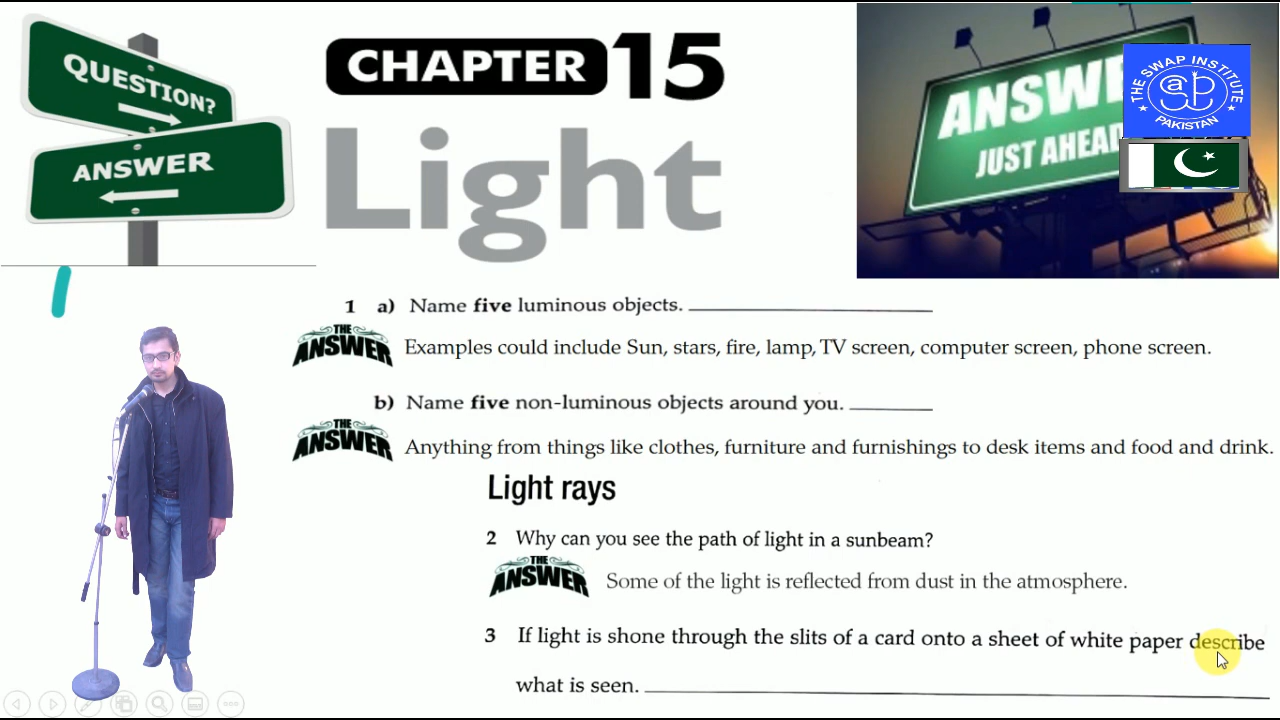 QUESTION?
ANSWER
CHAPTER 15
Light
ANSWE
JUST AHEAD
THE SWAP INSTITUTE
PAKISTAN
1 a) Name five luminous objects.
THE ANSWER
Examples could include Sun, stars, fire, lamp, TV screen, computer screen, phone screen.
b) Name five non-luminous objects around you.
THE ANSWER
Anything from things like clothes, furniture and furnishings to desk items and food and drink.
Light rays
2 Why can you see the path of light in a sunbeam?
THE ANSWER
Some of the light is reflected from dust in the atmosphere.
3 If light is shone through the slits of a card onto a sheet of white paper describe
what is seen.